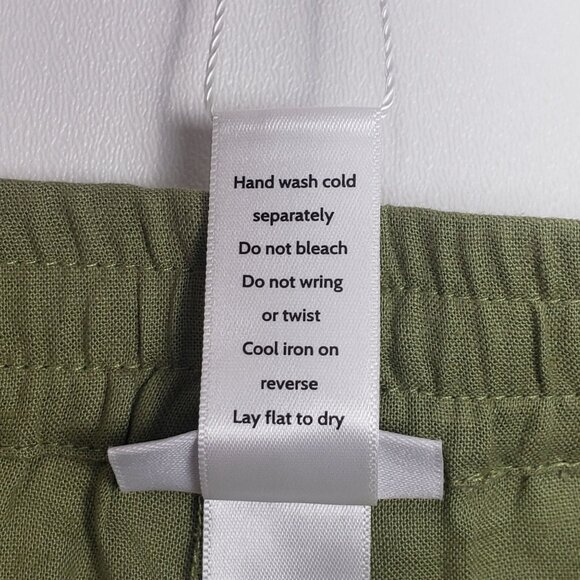 Hand wash cold
separately
Do not bleach
Do not wring
or twist
Cool iron on
reverse
Lay flat to dry